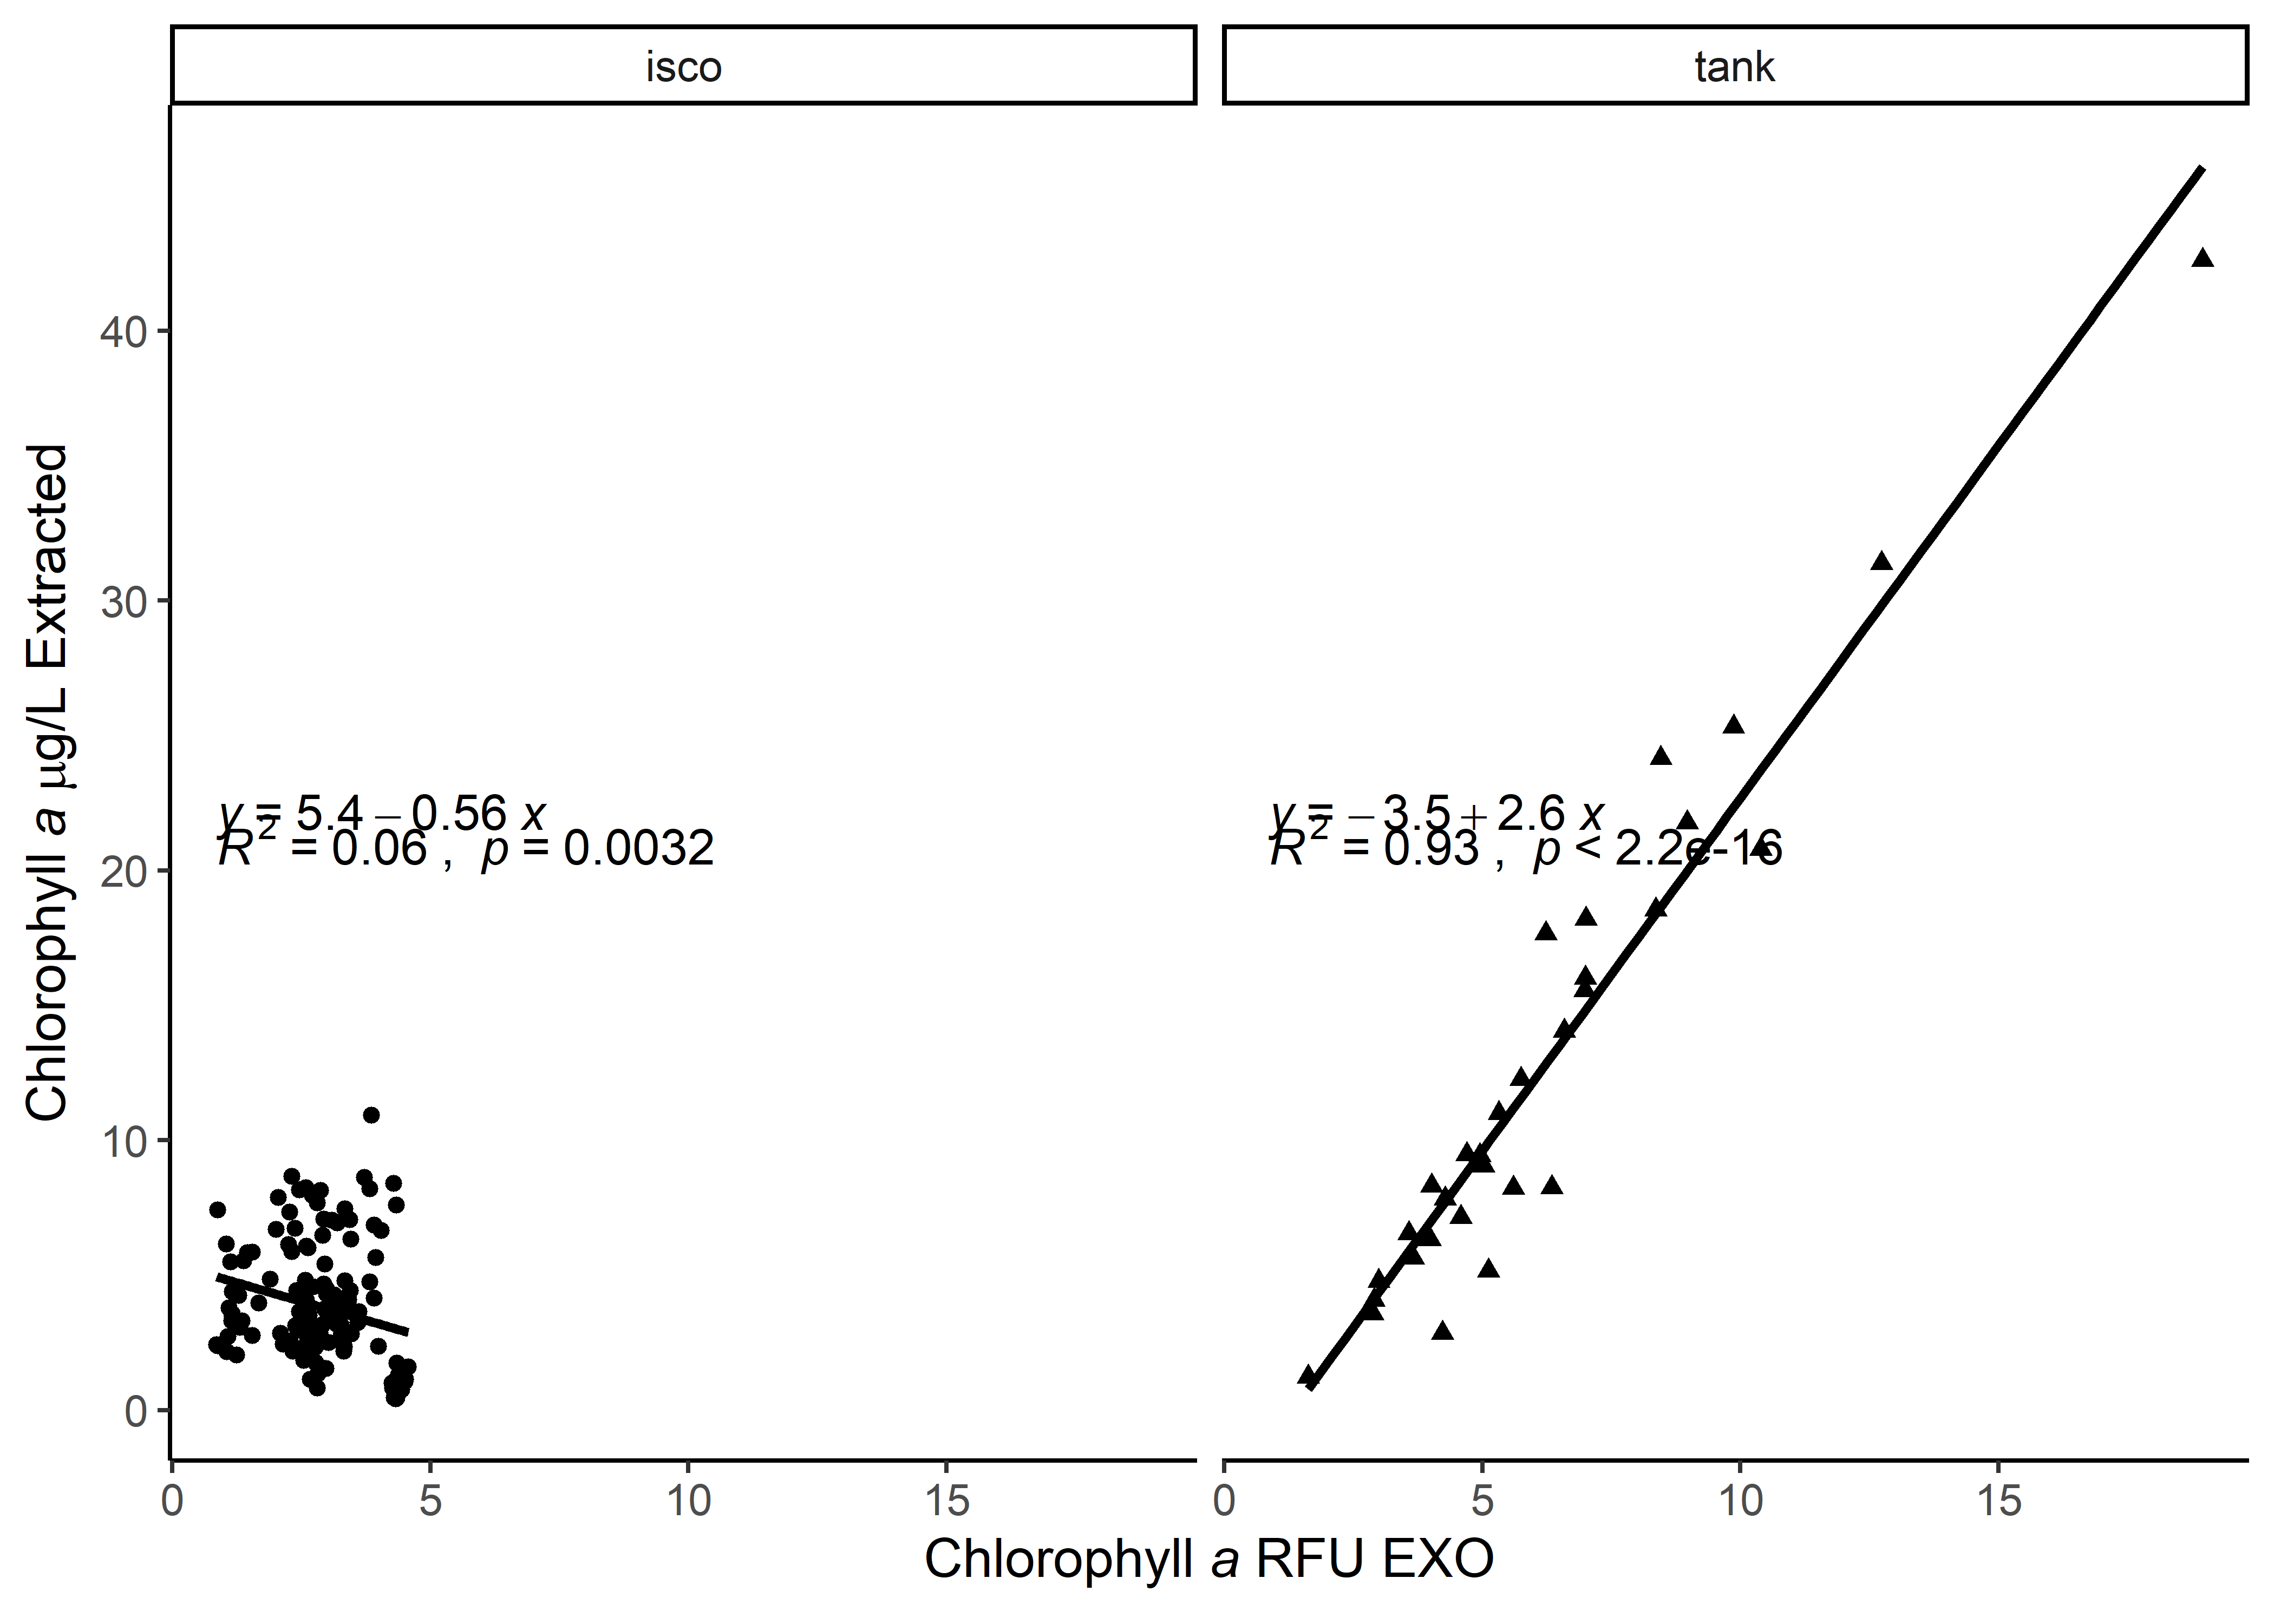 isco
tank
Chlorophyll a μg/L Extracted
40
30
20
10
0
y = 5.4 − 0.56 x
R² = 0.06 , p = 0.0032
y = −3.5 + 2.6 x
R² = 0.93 , p < 2.2e-16
0 5 10 15
0 5 10 15
Chlorophyll a RFU EXO